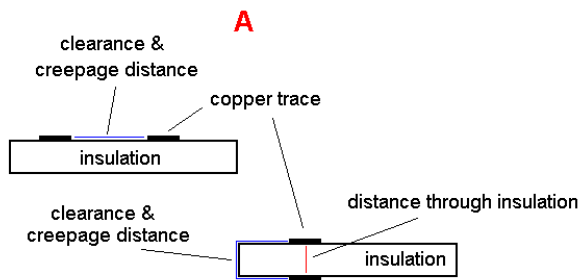 A
clearance &
creepage distance
copper trace
insulation
distance through insulation
clearance &
creepage distance
insulation